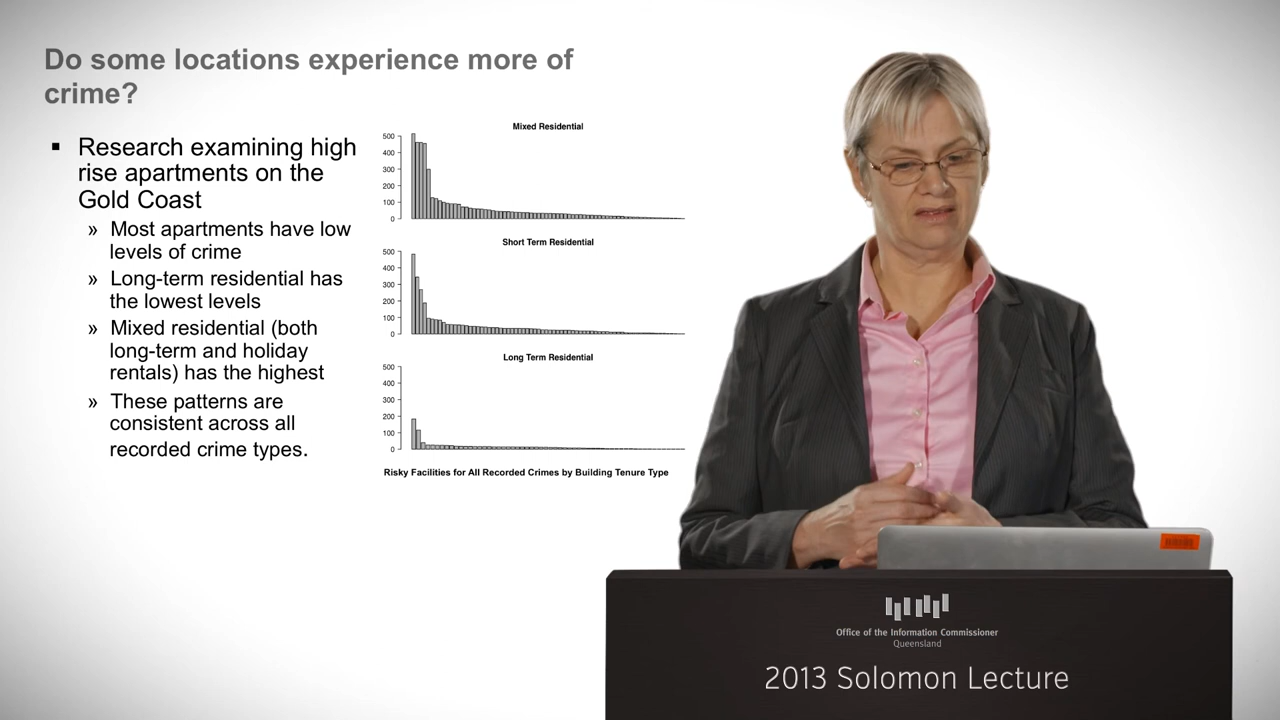 Do some locations experience more of
crime?
▪ Research examining high
rise apartments on the
Gold Coast
» Most apartments have low
levels of crime
» Long-term residential has
the lowest levels
» Mixed residential (both
long-term and holiday
rentals) has the highest
» These patterns are
consistent across all
recorded crime types.
Mixed Residential
500
400
300
200
100
0
Short Term Residential
500
400
300
200
100
0
Long Term Residential
500
400
300
200
100
0
Risky Facilities for All Recorded Crimes by Building Tenure Type
Office of the Information Commissioner
Queensland
2013 Solomon Lecture